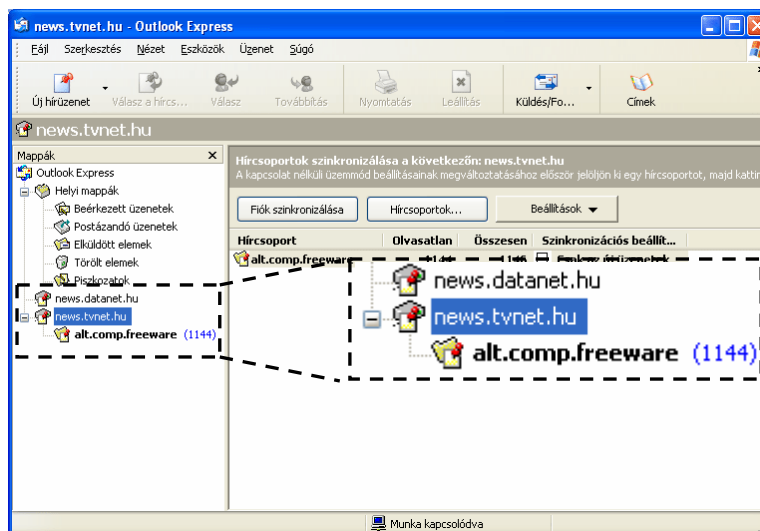 news.tvnet.hu - Outlook Express
Fájl Szerkesztés Nézet Eszközök Üzenet Súgó
Új hírüzenet Válasz a hírcs... Válasz Továbbítás Nyomtatás Leállítás Küldés/Fo... Címek
news.tvnet.hu
Mappák
Outlook Express
Helyi mappák
Beérkezett üzenetek
Postázandó üzenetek
Elküldött elemek
Törölt elemek
Piszkozatok
news.datanet.hu
news.tvnet.hu
alt.comp.freeware (1144)
Hírcsoportok szinkronizálása a következőn: news.tvnet.hu
A kapcsolat nélküli üzemmód beállításainak megváltoztatásához először jelöljön ki egy hírcsoportot, majd kattin
Fiók szinkronizálása Hírcsoportok... Beállítások
Hírcsoport Olvasatlan Összesen Szinkronizációs beállít...
alt.comp.freeware 1144 1146
news.datanet.hu
news.tvnet.hu
alt.comp.freeware (1144)
Munka kapcsolódva